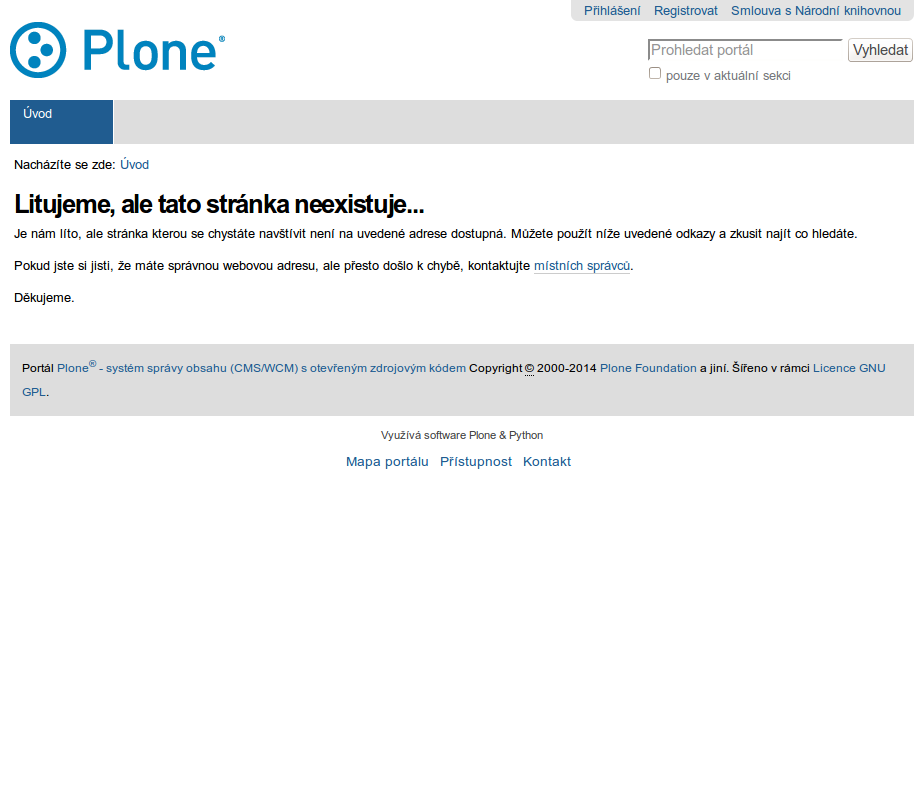 Přihlášení Registrovat Smlouva s Národní knihovnou
Plone®
Prohledat portál Vyhledat
pouze v aktuální sekci
Úvod
Nacházíte se zde: Úvod
Litujeme, ale tato stránka neexistuje...
Je nám líto, ale stránka kterou se chystáte navštívit není na uvedené adrese dostupná. Můžete použít níže uvedené odkazy a zkusit najít co hledáte.
Pokud jste si jisti, že máte správnou webovou adresu, ale přesto došlo k chybě, kontaktujte místních správců.
Děkujeme.
Portál Plone® - systém správy obsahu (CMS/WCM) s otevřeným zdrojovým kódem Copyright © 2000-2014 Plone Foundation a jiní. Šířeno v rámci Licence GNU
GPL.
Využívá software Plone & Python
Mapa portálu Přístupnost Kontakt